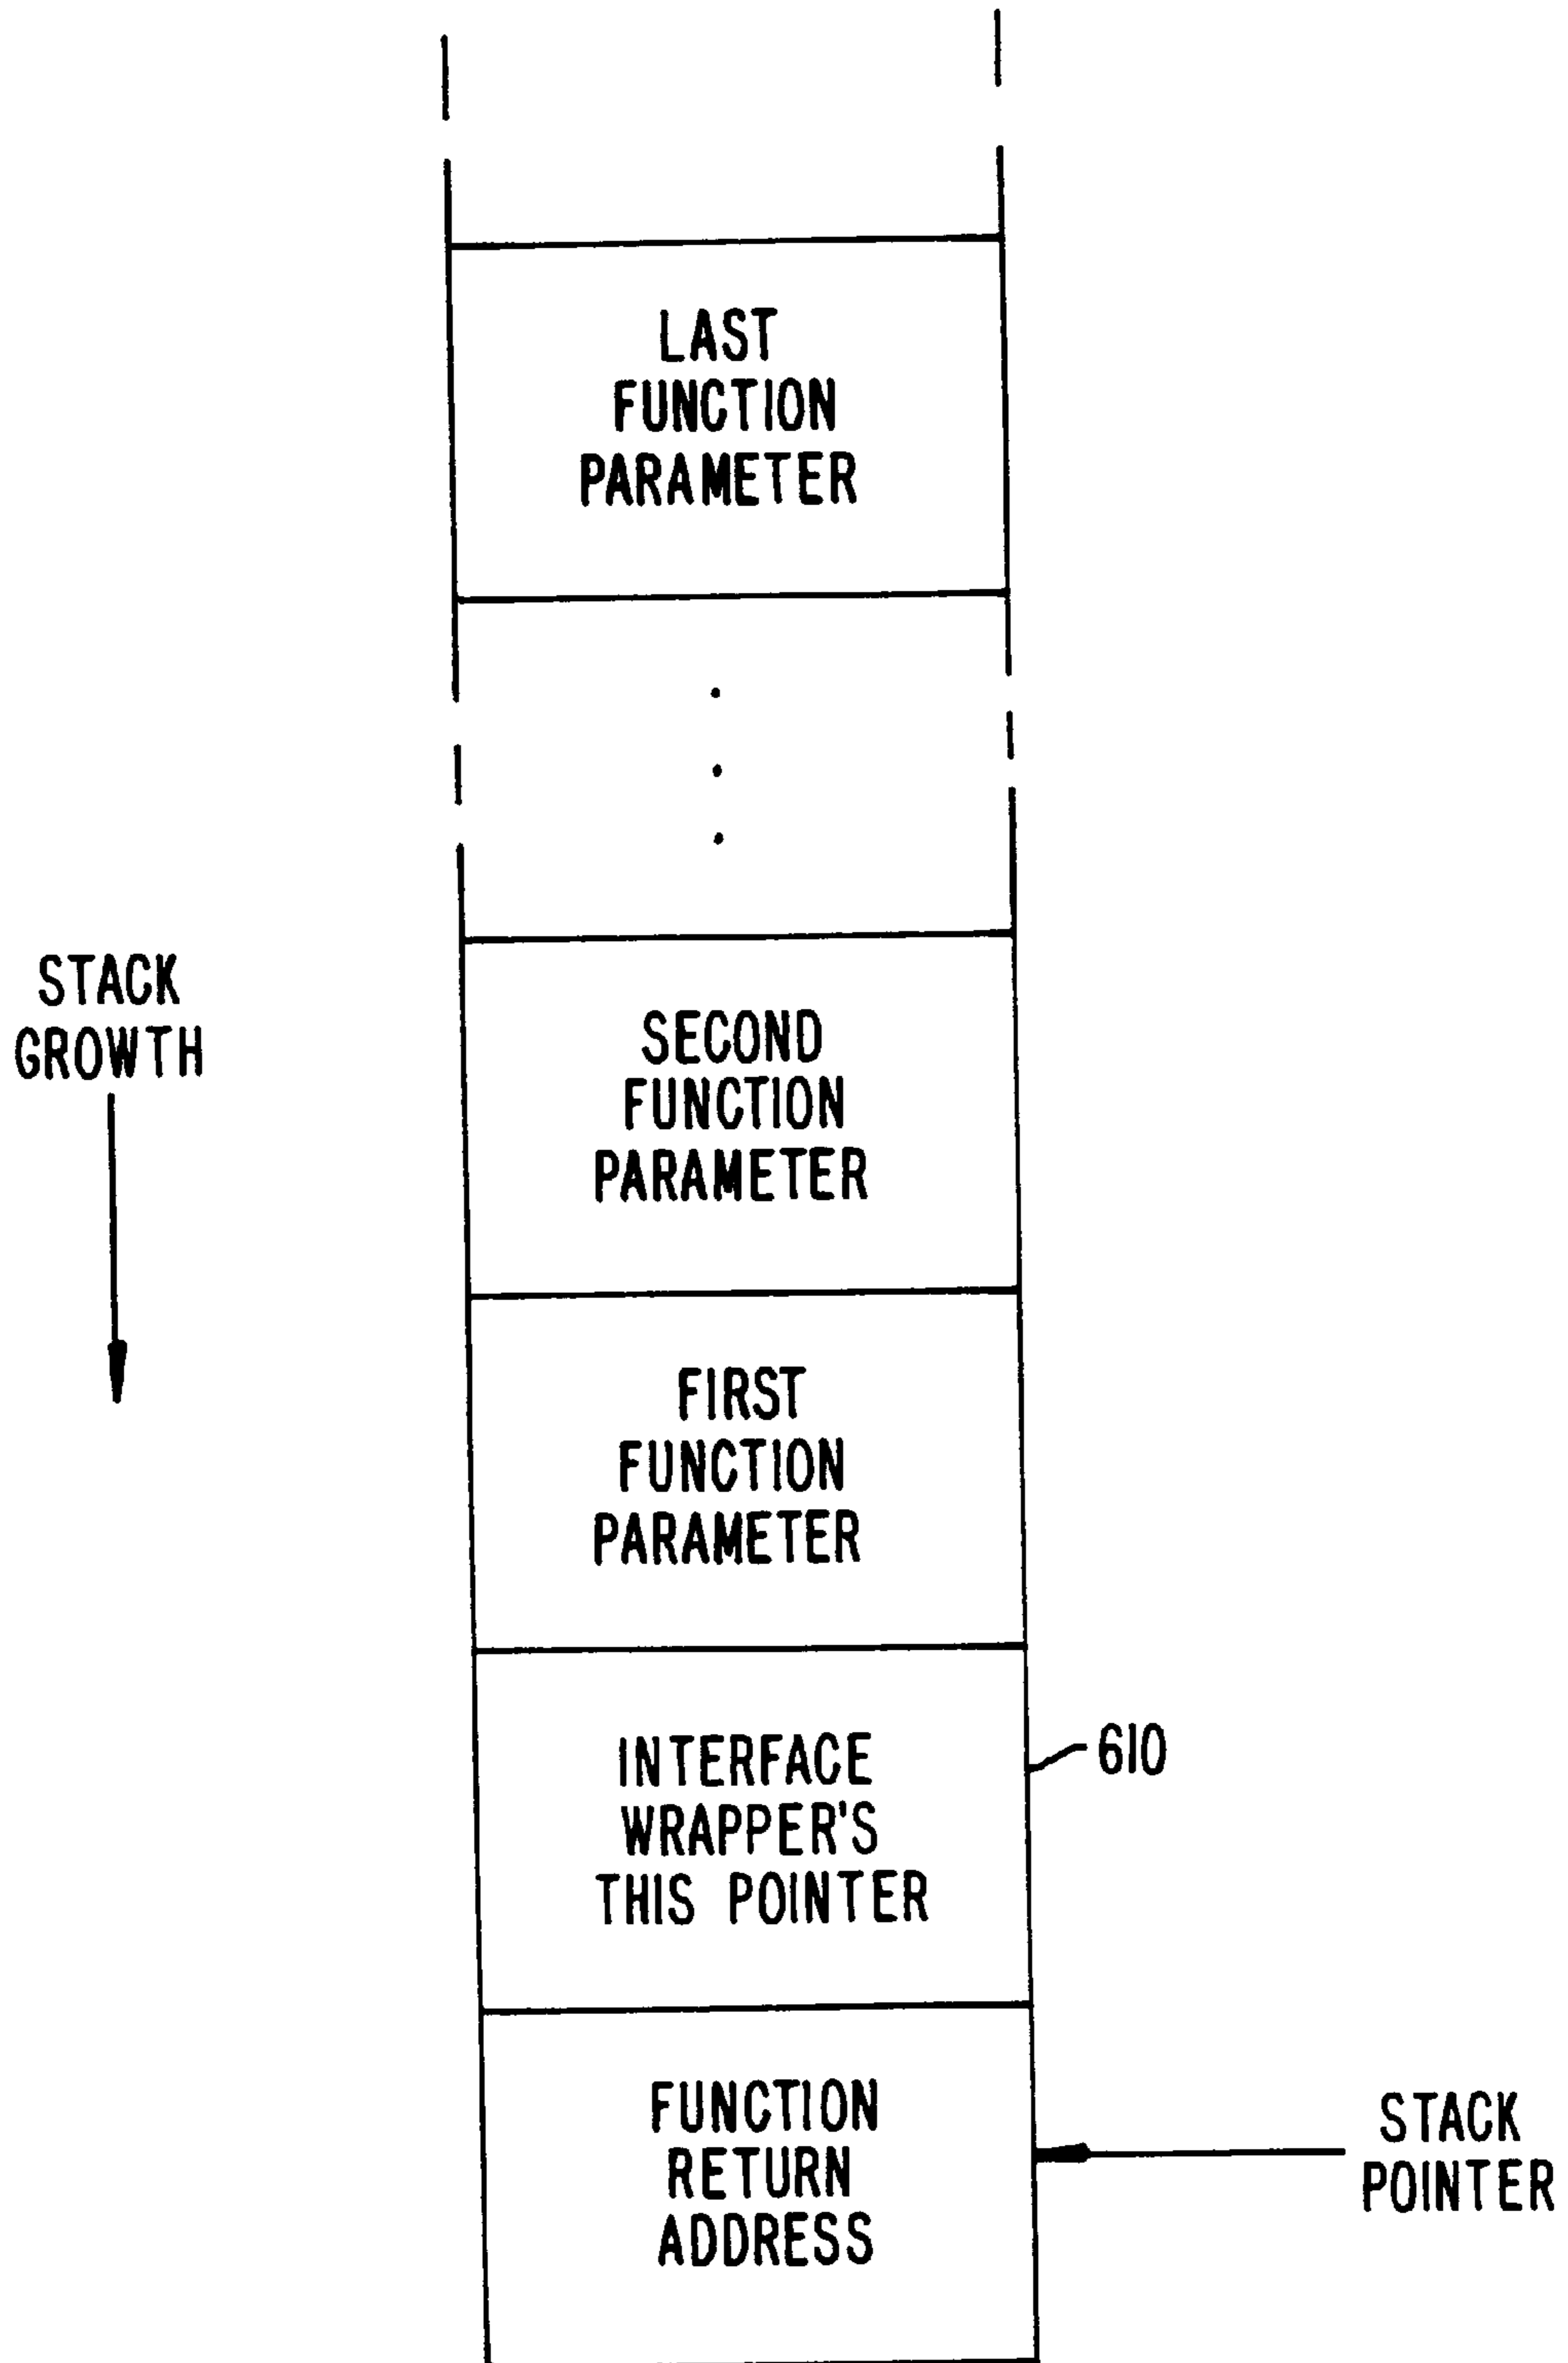 LAST
FUNCTION
PARAMETER
STACK
GROWTH
SECOND
FUNCTION
PARAMETER
FIRST
FUNCTION
PARAMETER
INTERFACE
WRAPPER'S
THIS POINTER
610
FUNCTION
RETURN
ADDRESS
STACK
POINTER